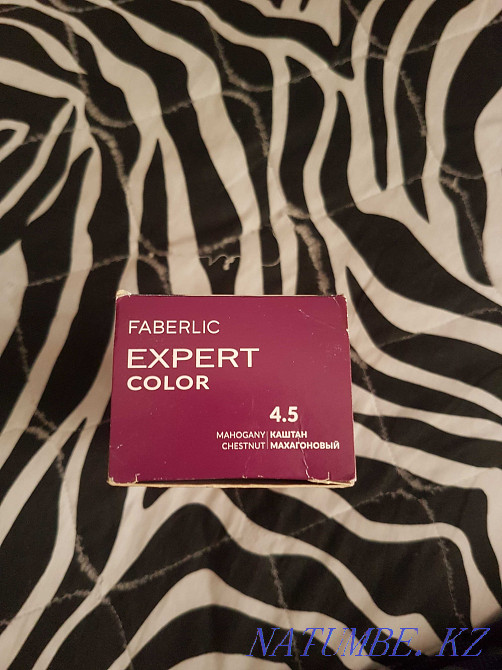 FABERLIC
EXPERT
COLOR
4.5
MAHOGANY | КАШТАН
CHESTNUT | МАХАГОНОВЫЙ
NATUMBE. KZ